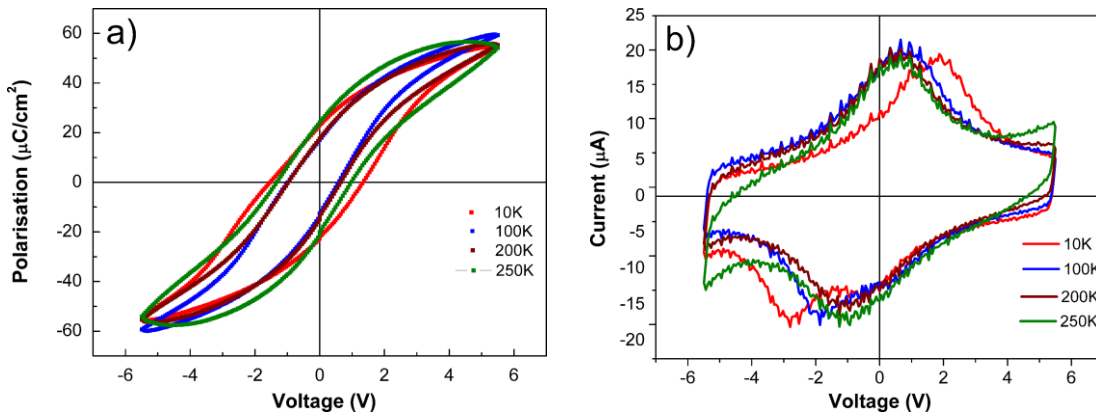 a)
Polarisation (μC/cm²)
60
40
20
0
-20
-40
-60
-6
-4
-2
0
2
4
6
Voltage (V)
10K
100K
200K
250K
b)
Current (μA)
25
20
15
10
5
0
-5
-10
-15
-20
-6
-4
-2
0
2
4
6
Voltage (V)
10K
100K
200K
250K